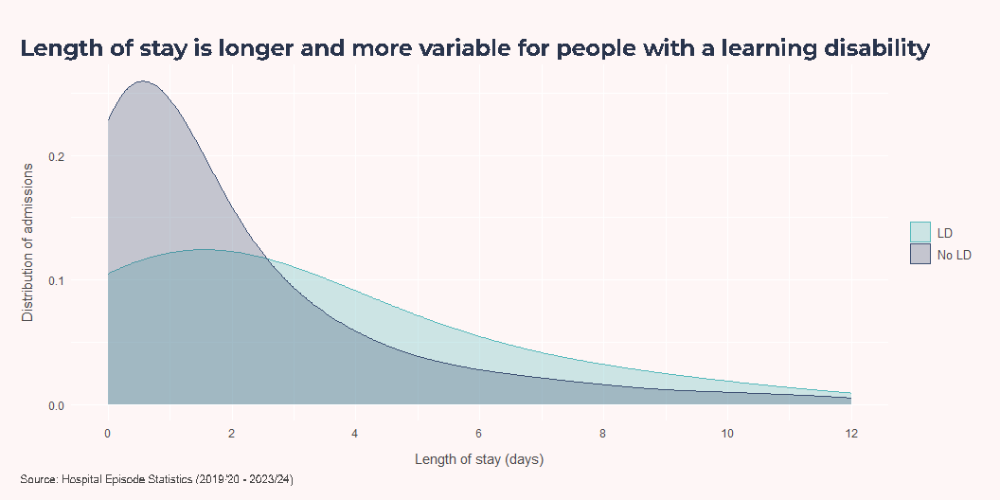 Length of stay is longer and more variable for people with a learning disability
Distribution of admissions
0.2
0.1
0.0
0 2 4 6 8 10 12
Length of stay (days)
LD
No LD
Source: Hospital Episode Statistics (2019'20 - 2023/24)